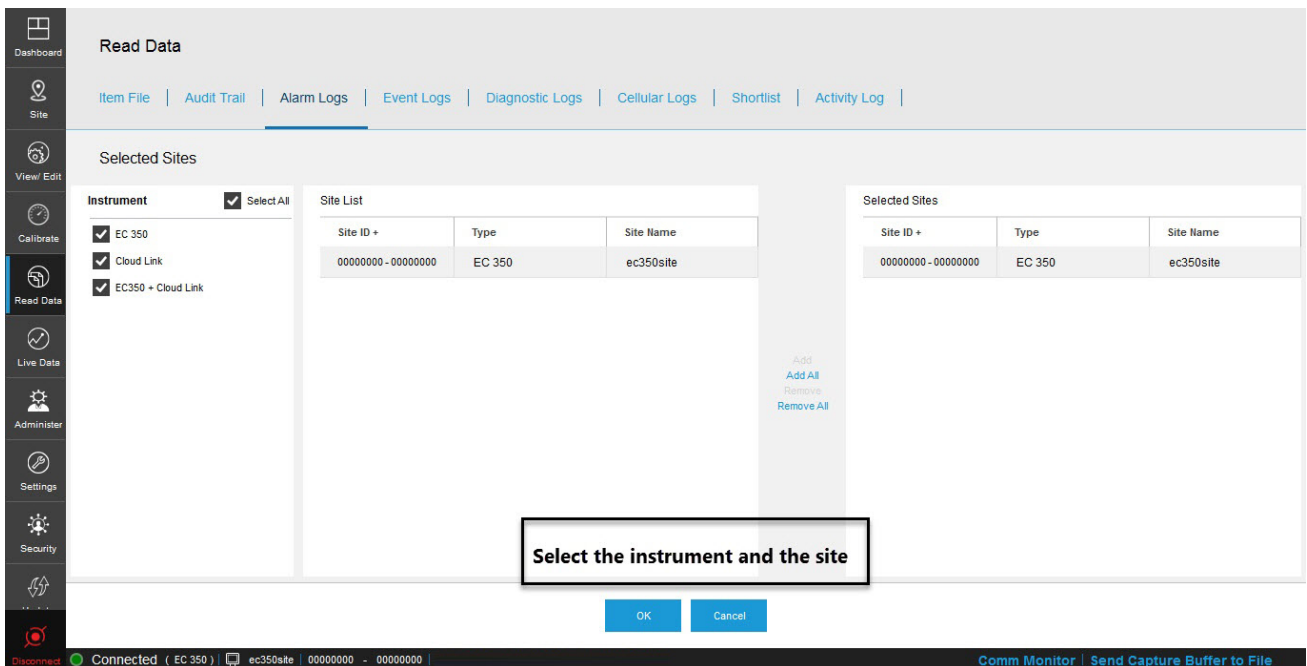 Dashboard
Site
View/ Edit
Calibrate
Read Data
Live Data
Administer
Settings
Security
Disconnect
Read Data
Item File | Audit Trail | Alarm Logs | Event Logs | Diagnostic Logs | Cellular Logs | Shortlist | Activity Log |
Selected Sites
Instrument Select All
EC 350
Cloud Link
EC350 + Cloud Link
Site List
Site ID + Type Site Name
00000000 - 00000000 EC 350 ec350site
Add
Add All
Remove
Remove All
Selected Sites
Site ID + Type Site Name
00000000 - 00000000 EC 350 ec350site
Select the instrument and the site
OK Cancel
Connected ( EC 350 ) | ec350site | 00000000 - 00000000 | Comm Monitor | Send Capture Buffer to File